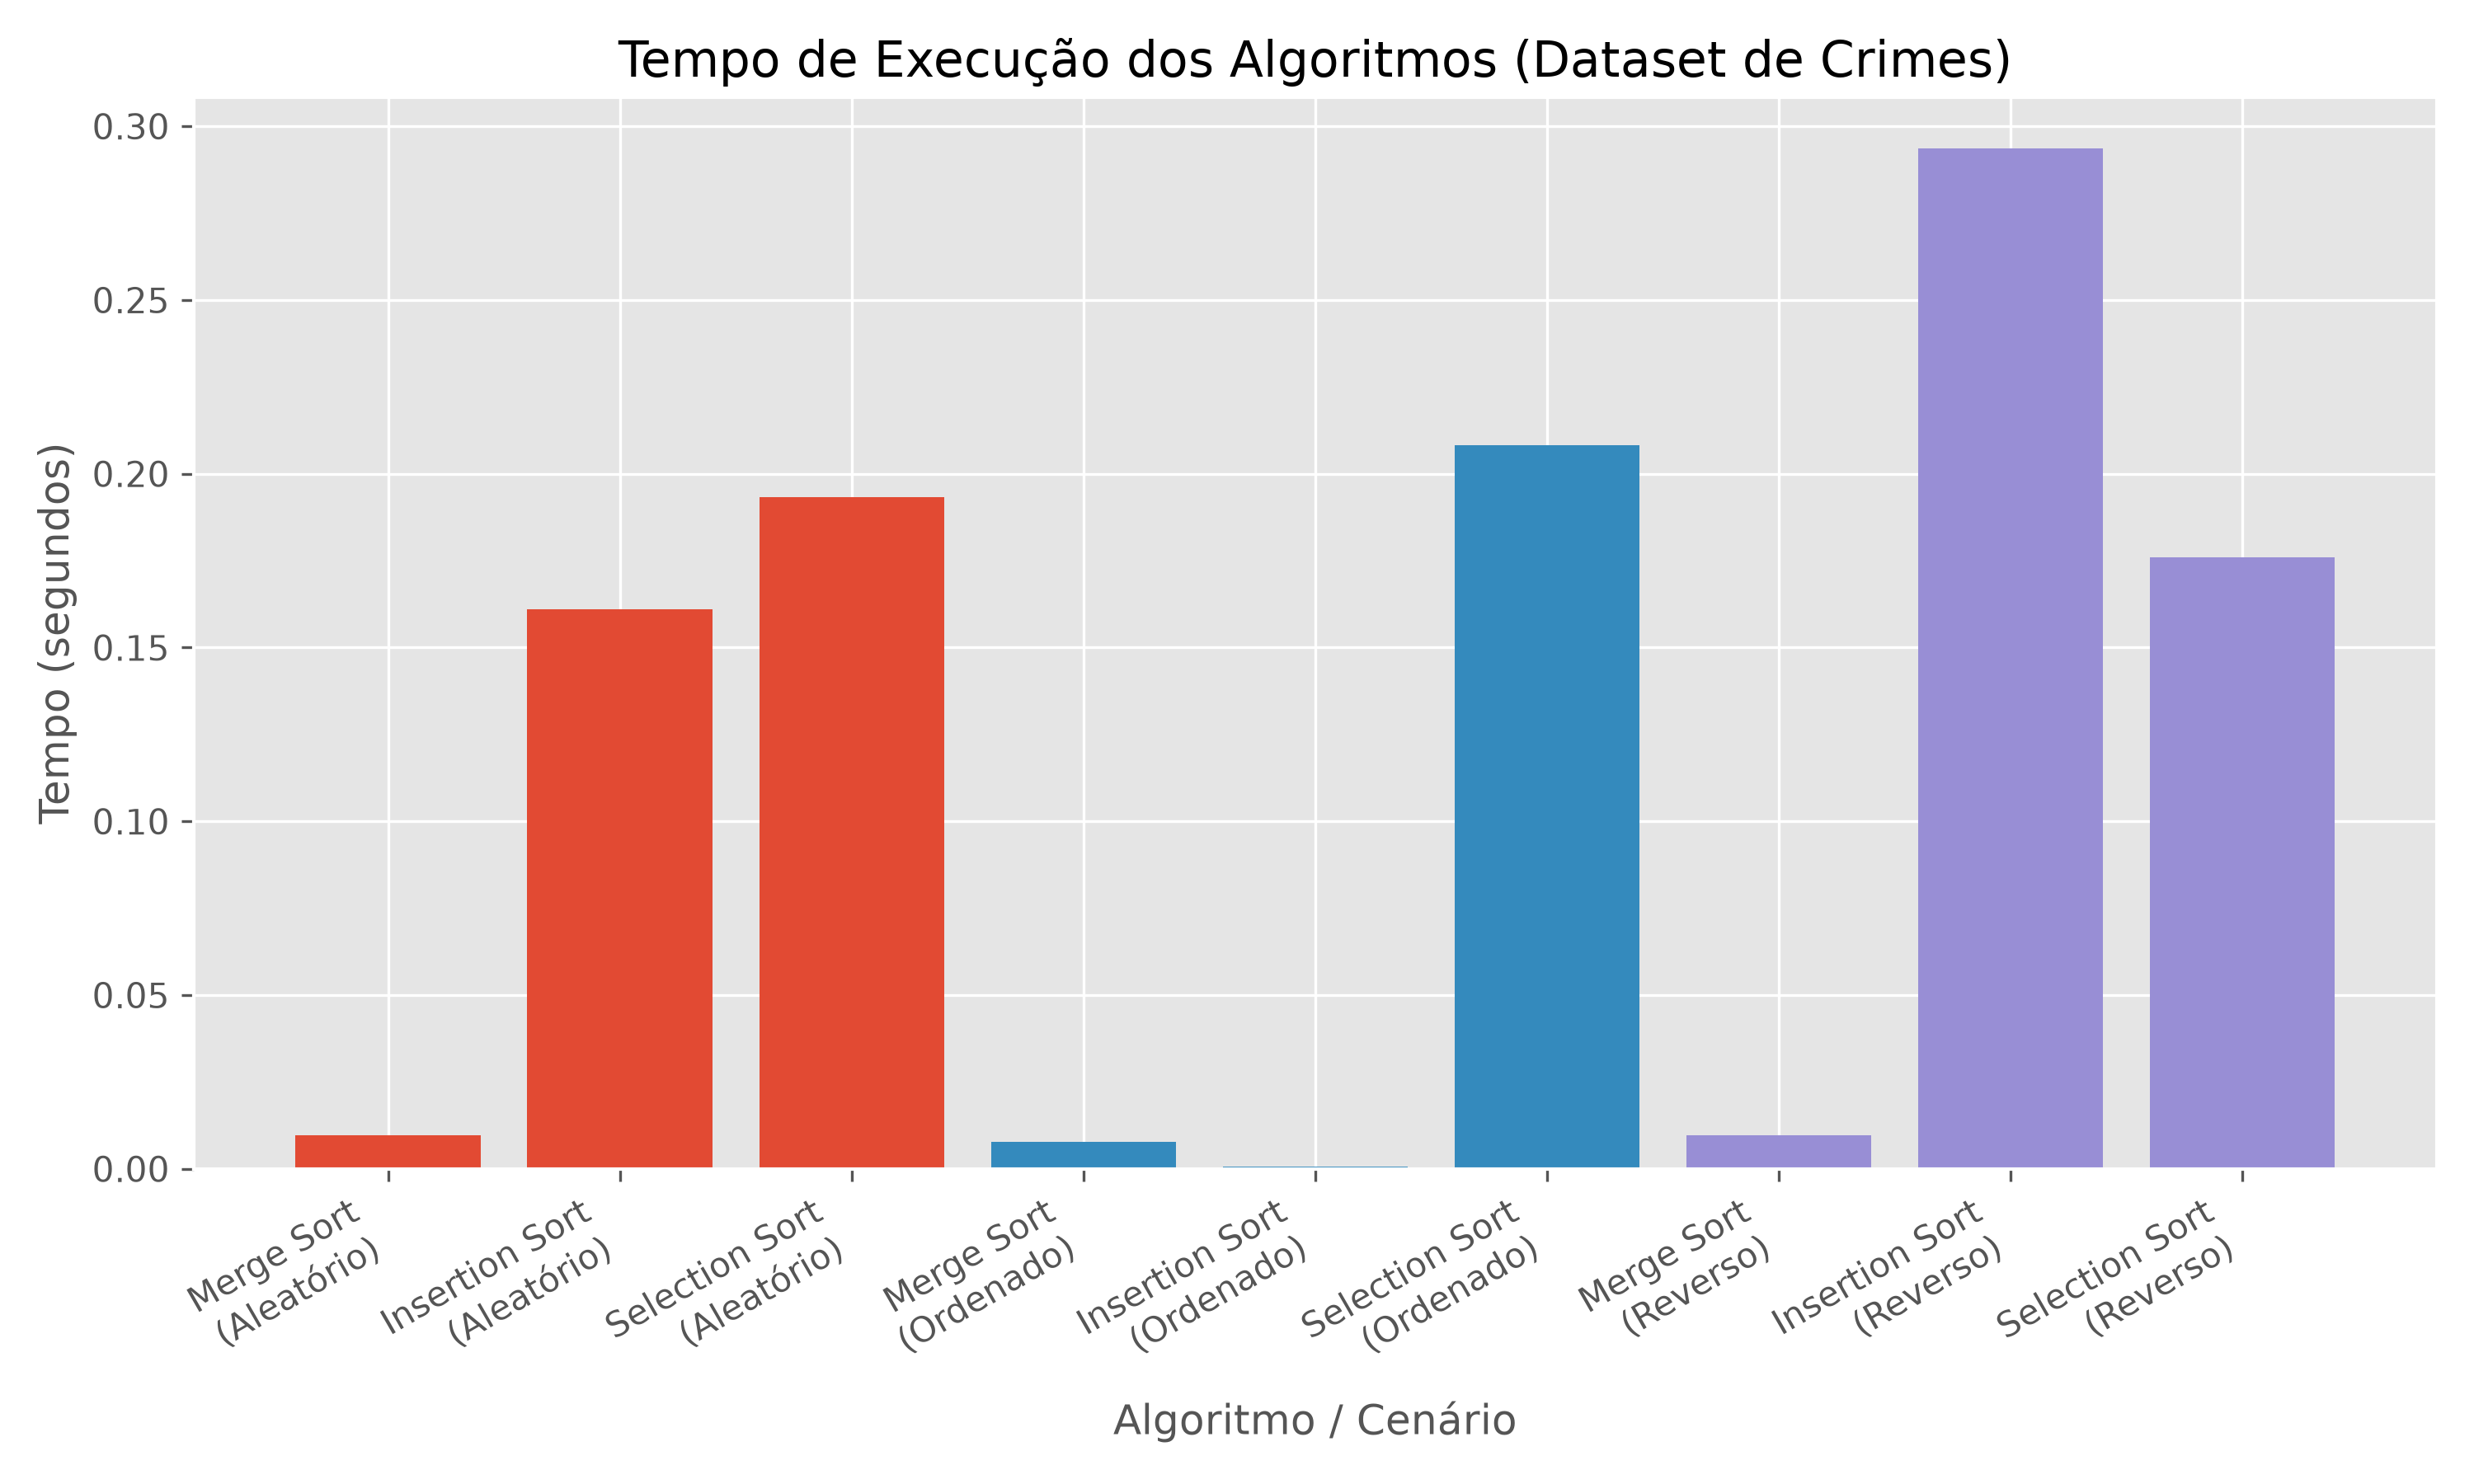 Tempo de Execução dos Algoritmos (Dataset de Crimes)
Tempo (segundos)
0.30
0.25
0.20
0.15
0.10
0.05
0.00
Merge Sort
(Aleatório)
Insertion Sort
(Aleatório)
Selection Sort
(Aleatório)
Merge Sort
(Ordenado)
Insertion Sort
(Ordenado)
Selection Sort
(Ordenado)
Merge Sort
(Reverso)
Insertion Sort
(Reverso)
Selection Sort
(Reverso)
Algoritmo / Cenário